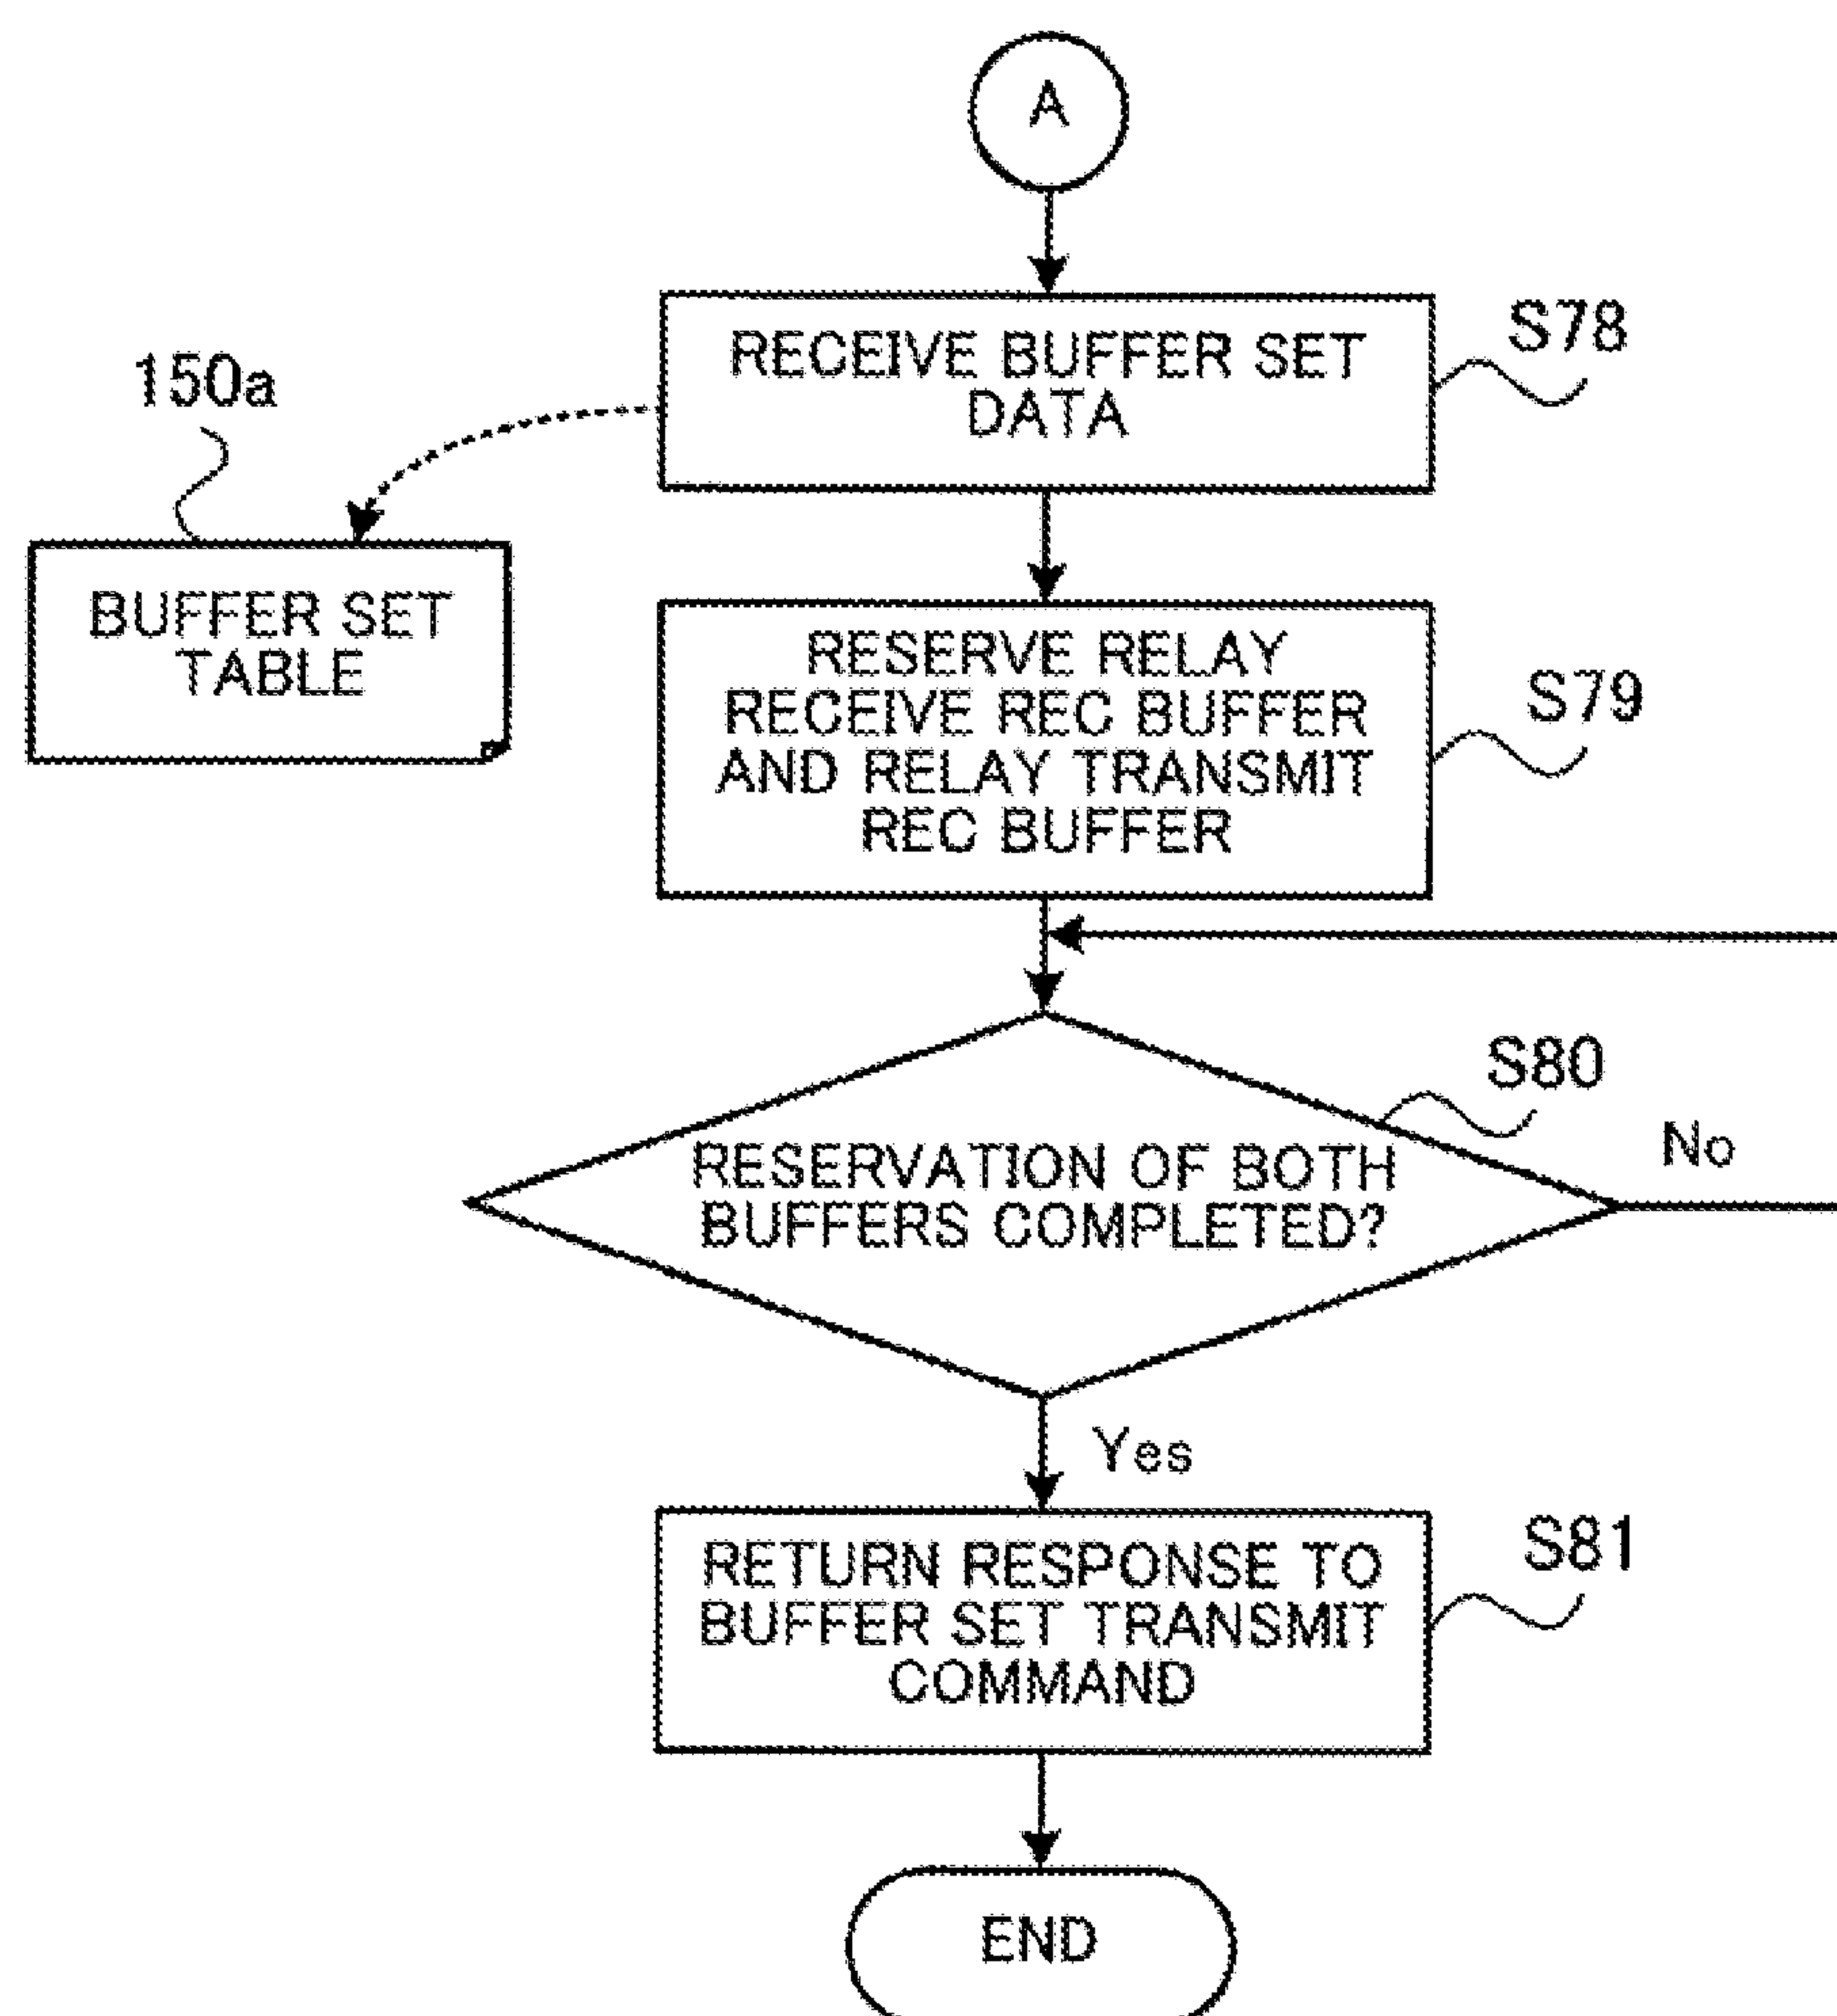 A
RECEIVE BUFFER SET
DATA
S78
150a
BUFFER SET
TABLE
RESERVE RELAY
RECEIVE REC BUFFER
AND RELAY TRANSMIT
REC BUFFER
S79
S80
RESERVATION OF BOTH
BUFFERS COMPLETED?
No
Yes
RETURN RESPONSE TO
BUFFER SET TRANSMIT
COMMAND
S81
END